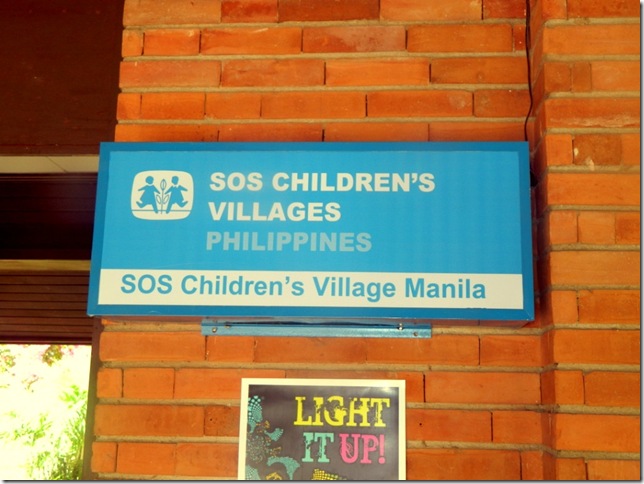 SOS CHILDREN'S
VILLAGES
PHILIPPINES
SOS Children's Village Manila
LIGHT
IT UP!